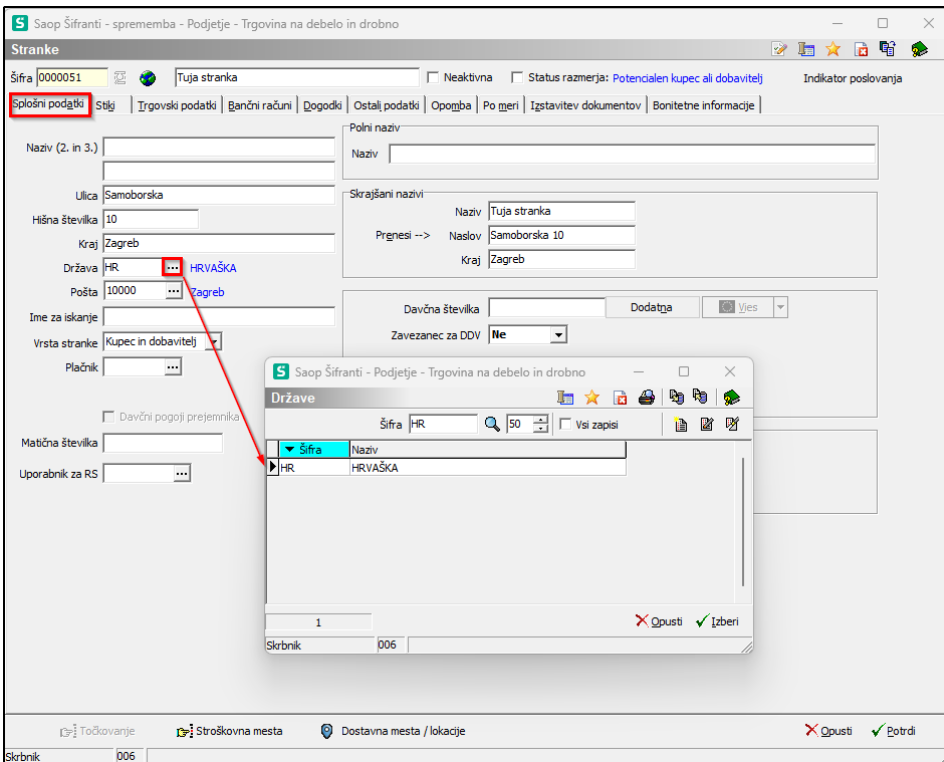 S Saop Šifranti - sprememba - Podjetje - Trgovina na debelo in drobno
Stranke
Šifra 0000051 Tuja stranka Neaktivna Status razmerja: Potencialen kupec ali dobavitelj Indikator poslovanja
Splošni podatki Stiki Trgovski podatki Bančni računi Dogodki Ostali podatki Opomba Po meri Izstavitev dokumentov Bonitetne informacije
Polni naziv
Naziv (2. in 3.)
Naziv
Ulica Samoborska
Skrajšani nazivi
Naziv Tuja stranka
Hišna številka 10
Prenesi --> Naslov Samoborska 10
Kraj Zagreb
Kraj Zagreb
Država HR ... HRVAŠKA
Pošta 10000 ... Zagreb
Davčna številka Dodatna Vies
Ime za iskanje
Zavezanec za DDV Ne
Vrsta stranke Kupec in dobavitelj
Plačnik ...
Davčni pogoji prejemnika
Matična številka
Uporabnik za RS ...
S Saop Šifranti - Podjetje - Trgovina na debelo in drobno
Države
Šifra HR 50 Vsi zapisi
Šifra Naziv
HR HRVAŠKA
1 Opusti Izberi
Skrbnik 006
Točkovanje Stroškovna mesta Dostavna mesta / lokacije Opusti Potrdi
Skrbnik 006